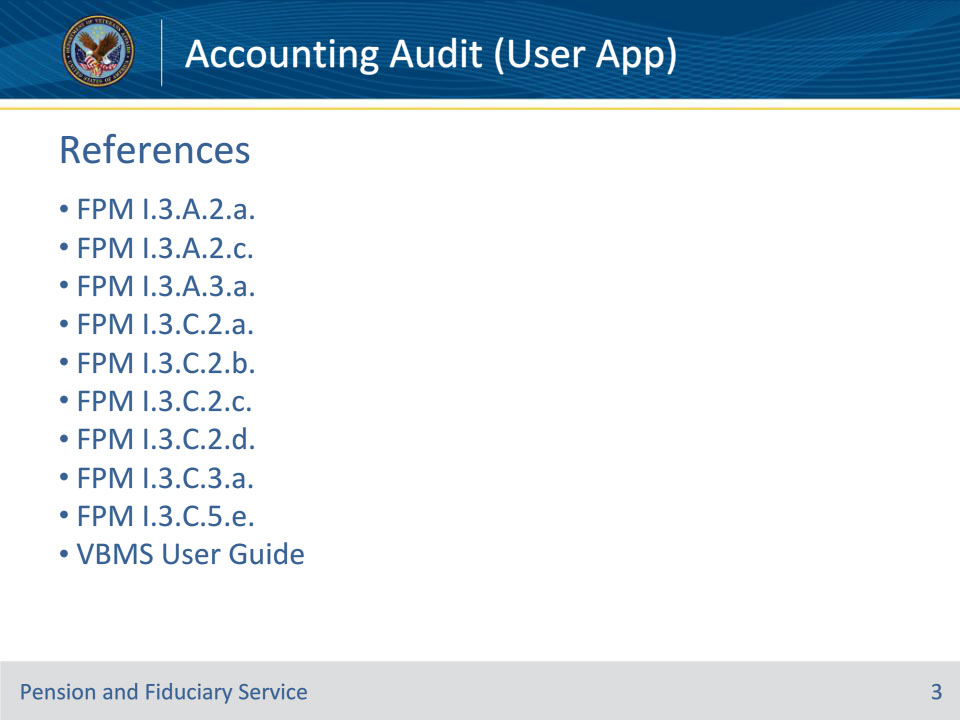 Accounting Audit (User App)
References
• FPM I.3.A.2.a.
• FPM I.3.A.2.c.
• FPM I.3.A.3.a.
• FPM I.3.C.2.a.
• FPM I.3.C.2.b.
• FPM I.3.C.2.c.
• FPM I.3.C.2.d.
• FPM I.3.C.3.a.
• FPM I.3.C.5.e.
• VBMS User Guide
Pension and Fiduciary Service
3